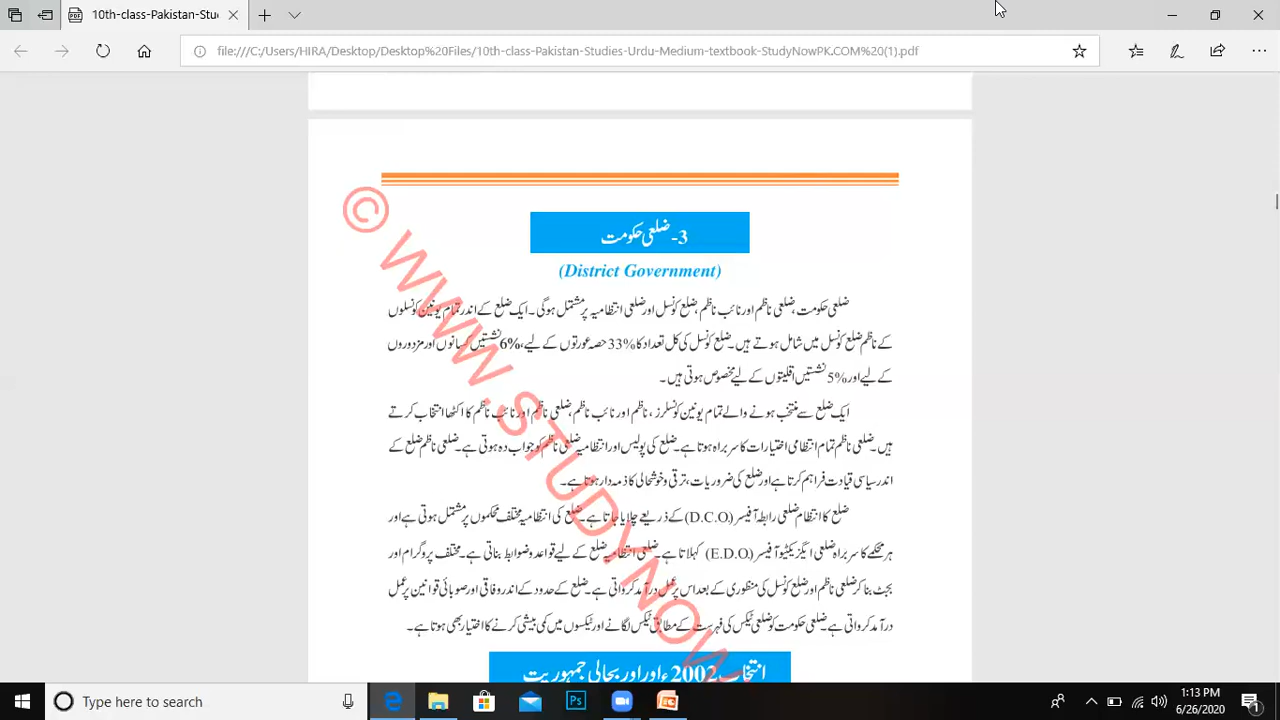 10th-class-Pakistan-Stu
file:///C:/Users/HIRA/Desktop/Desktop%20Files/10th-class-Pakistan-Studies-Urdu-Medium-textbook-StudyNowPK.COM%20(1).pdf
3- ضلعی حکومت
(District Government)
ضلعی حکومت، ضلعی ناظم اور نائب ناظم، ضلع کونسل اور ضلعی انتظامیہ پر مشتمل ہوگی۔ ایک ضلع کے اندر تمام یونین کونسلوں
کے ناظم ضلع کونسل میں شامل ہوتے ہیں۔ ضلع کونسل کی کل تعداد کا 33% حصہ عورتوں کے لیے، 6% نشستیں کسانوں اور مزدوروں
کے لیے اور 5% نشستیں اقلیتوں کے لیے مخصوص ہوتی ہیں۔
ایک ضلع سے منتخب ہونے والے تمام یونین کونسلرز، ناظم اور نائب ناظم، ضلعی ناظم اور نائب ناظم کا اکٹھا انتخاب کرتے
ہیں۔ ضلعی ناظم تمام انتظامی اختیارات کا سربراہ ہوتا ہے۔ ضلع کی پولیس اور انتظامیہ ضلعی ناظم کو جواب دہ ہوتی ہے۔ ضلعی ناظم ضلع کے
اندر سیاسی قیادت فراہم کرتا ہے اور ضلع کی ضروریات، ترقی و خوشحالی کا ذمہ دار ہوتا ہے۔
ضلع کا انتظام ضلعی رابطہ آفیسر (D.C.O.) کے ذریعے چلایا جاتا ہے۔ ضلع کی انتظامیہ مختلف محکموں پر مشتمل ہوتی ہے اور
ہر محکمے کا سربراہ ضلعی ایگزیکٹیو آفیسر (E.D.O.) کہلاتا ہے۔ ضلعی انتظامیہ ضلع کے لیے قواعد و ضوابط بناتی ہے۔ مختلف پروگرام اور
بجٹ بنا کر ضلعی ناظم اور ضلع کونسل کی منظوری کے بعد اس پر عمل درآمد کرواتی ہے۔ ضلع کے حدود کے اندر وفاقی اور صوبائی قوانین پر عمل
درآمد کرواتی ہے۔ ضلعی حکومت کو ضلعی ٹیکس کی فہرست کے مطابق ٹیکس لگانے اور ٹیکسوں میں کمی بیشی کرنے کا اختیار بھی ہوتا ہے۔
انتخاب 2002ء اور اور بحالی جمہوریت
© WWW.STUDYNOW
Type here to search
1:13 PM
6/26/2020